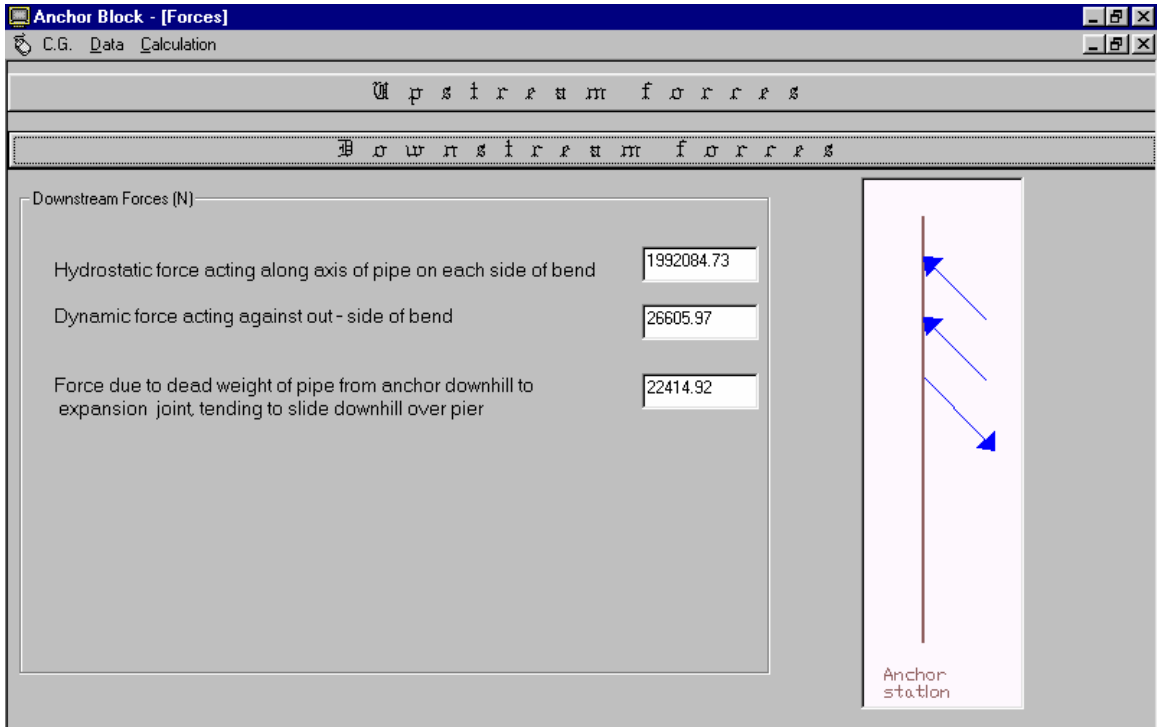 Anchor Block - [Forces]
C.G. Data Calculation
Upstream forces
Downstream forces
Downstream Forces (N)
Hydrostatic force acting along axis of pipe on each side of bend 1992084.73
Dynamic force acting against out - side of bend 26605.97
Force due to dead weight of pipe from anchor downhill to
expansion joint, tending to slide downhill over pier 22414.92
Anchor
station